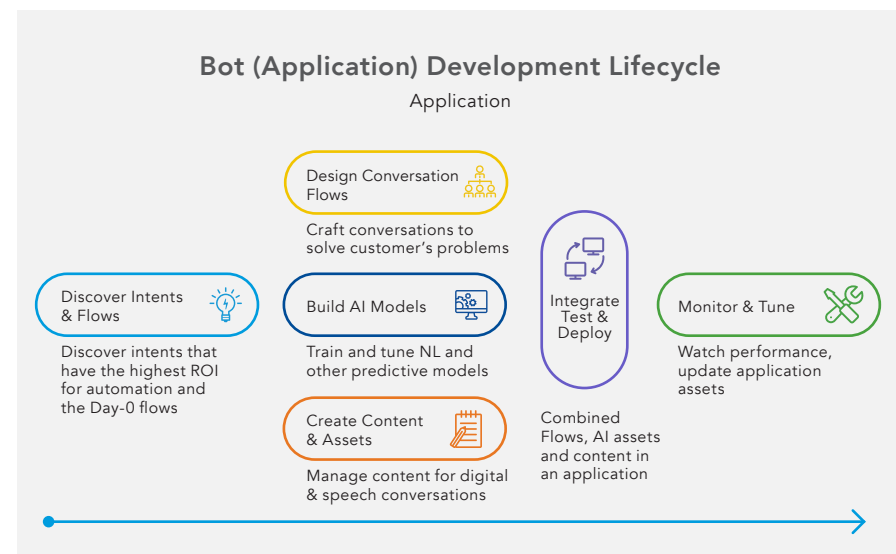 Bot (Application) Development Lifecycle
Application
Discover Intents
& Flows
Discover intents that
have the highest ROI
for automation and
the Day-0 flows
Design Conversation
Flows
Craft conversations to
solve customer's problems
Build AI Models
Train and tune NL and
other predictive models
Create Content
& Assets
Manage content for digital
& speech conversations
Integrate
Test &
Deploy
Combined
Flows, AI assets
and content in
an application
Monitor & Tune
Watch performance,
update application
assets